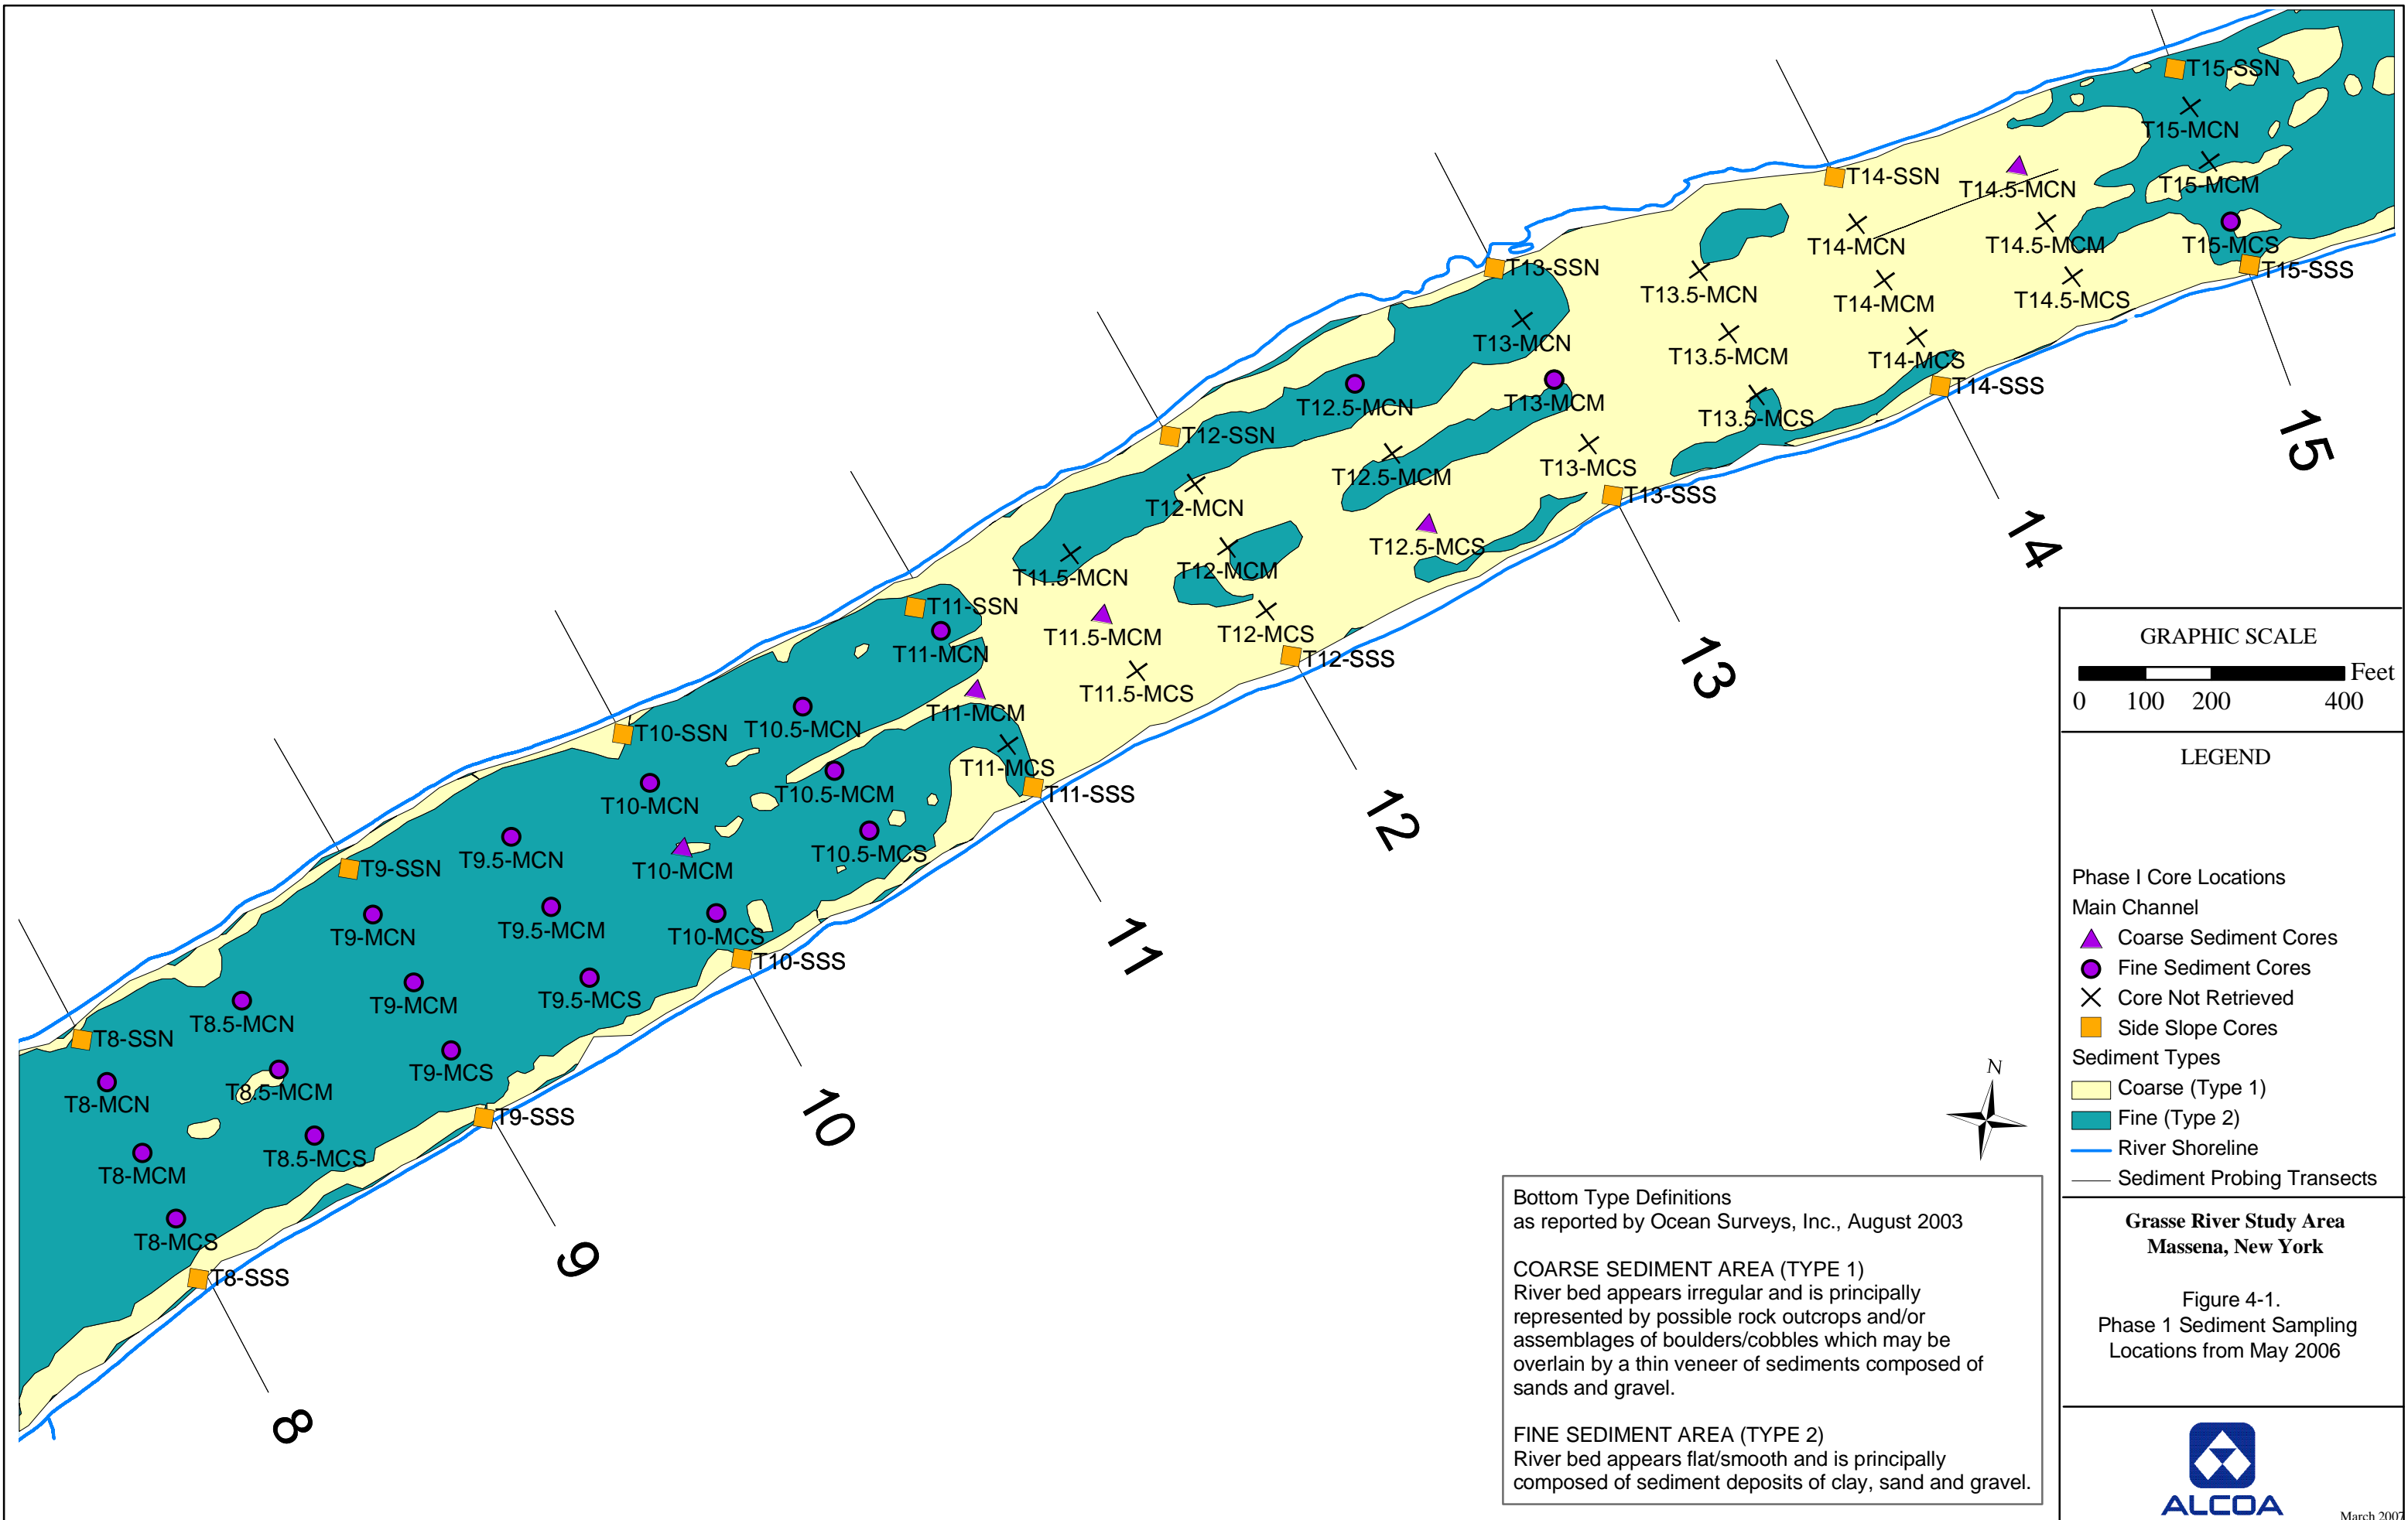 T15-SSN
T15-MCN
T15-MCM
T15-MCS
T15-SSS
T14.5-MCN
T14.5-MCM
T14.5-MCS
T14-SSN
T14-MCN
T14-MCM
T14-MCS
T14-SSS
T13.5-MCN
T13.5-MCM
T13.5-MCS
T13-SSN
T13-MCN
T13-MCM
T13-MCS
T13-SSS
T12.5-MCN
T12.5-MCM
T12.5-MCS
T12-SSN
T12-MCN
T12-MCM
T12-MCS
T12-SSS
T11.5-MCN
T11.5-MCM
T11.5-MCS
T11-SSN
T11-MCN
T11-MCM
T11-MCS
T11-SSS
T10.5-MCN
T10.5-MCM
T10.5-MCS
T10-SSN
T10-MCN
T10-MCM
T10-MCS
T10-SSS
T9.5-MCN
T9.5-MCM
T9.5-MCS
T9-SSN
T9-MCN
T9-MCM
T9-MCS
T9-SSS
T8.5-MCN
T8.5-MCM
T8.5-MCS
T8-SSN
T8-MCN
T8-MCM
T8-MCS
T8-SSS
15
14
13
12
11
10
9
8
N
Bottom Type Definitions
as reported by Ocean Surveys, Inc., August 2003
COARSE SEDIMENT AREA (TYPE 1)
River bed appears irregular and is principally
represented by possible rock outcrops and/or
assemblages of boulders/cobbles which may be
overlain by a thin veneer of sediments composed of
sands and gravel.
FINE SEDIMENT AREA (TYPE 2)
River bed appears flat/smooth and is principally
composed of sediment deposits of clay, sand and gravel.
GRAPHIC SCALE
Feet
0 100 200 400
LEGEND
Phase I Core Locations
Main Channel
Coarse Sediment Cores
Fine Sediment Cores
Core Not Retrieved
Side Slope Cores
Sediment Types
Coarse (Type 1)
Fine (Type 2)
River Shoreline
Sediment Probing Transects
Grasse River Study Area
Massena, New York
Figure 4-1.
Phase 1 Sediment Sampling
Locations from May 2006
ALCOA
March 2007